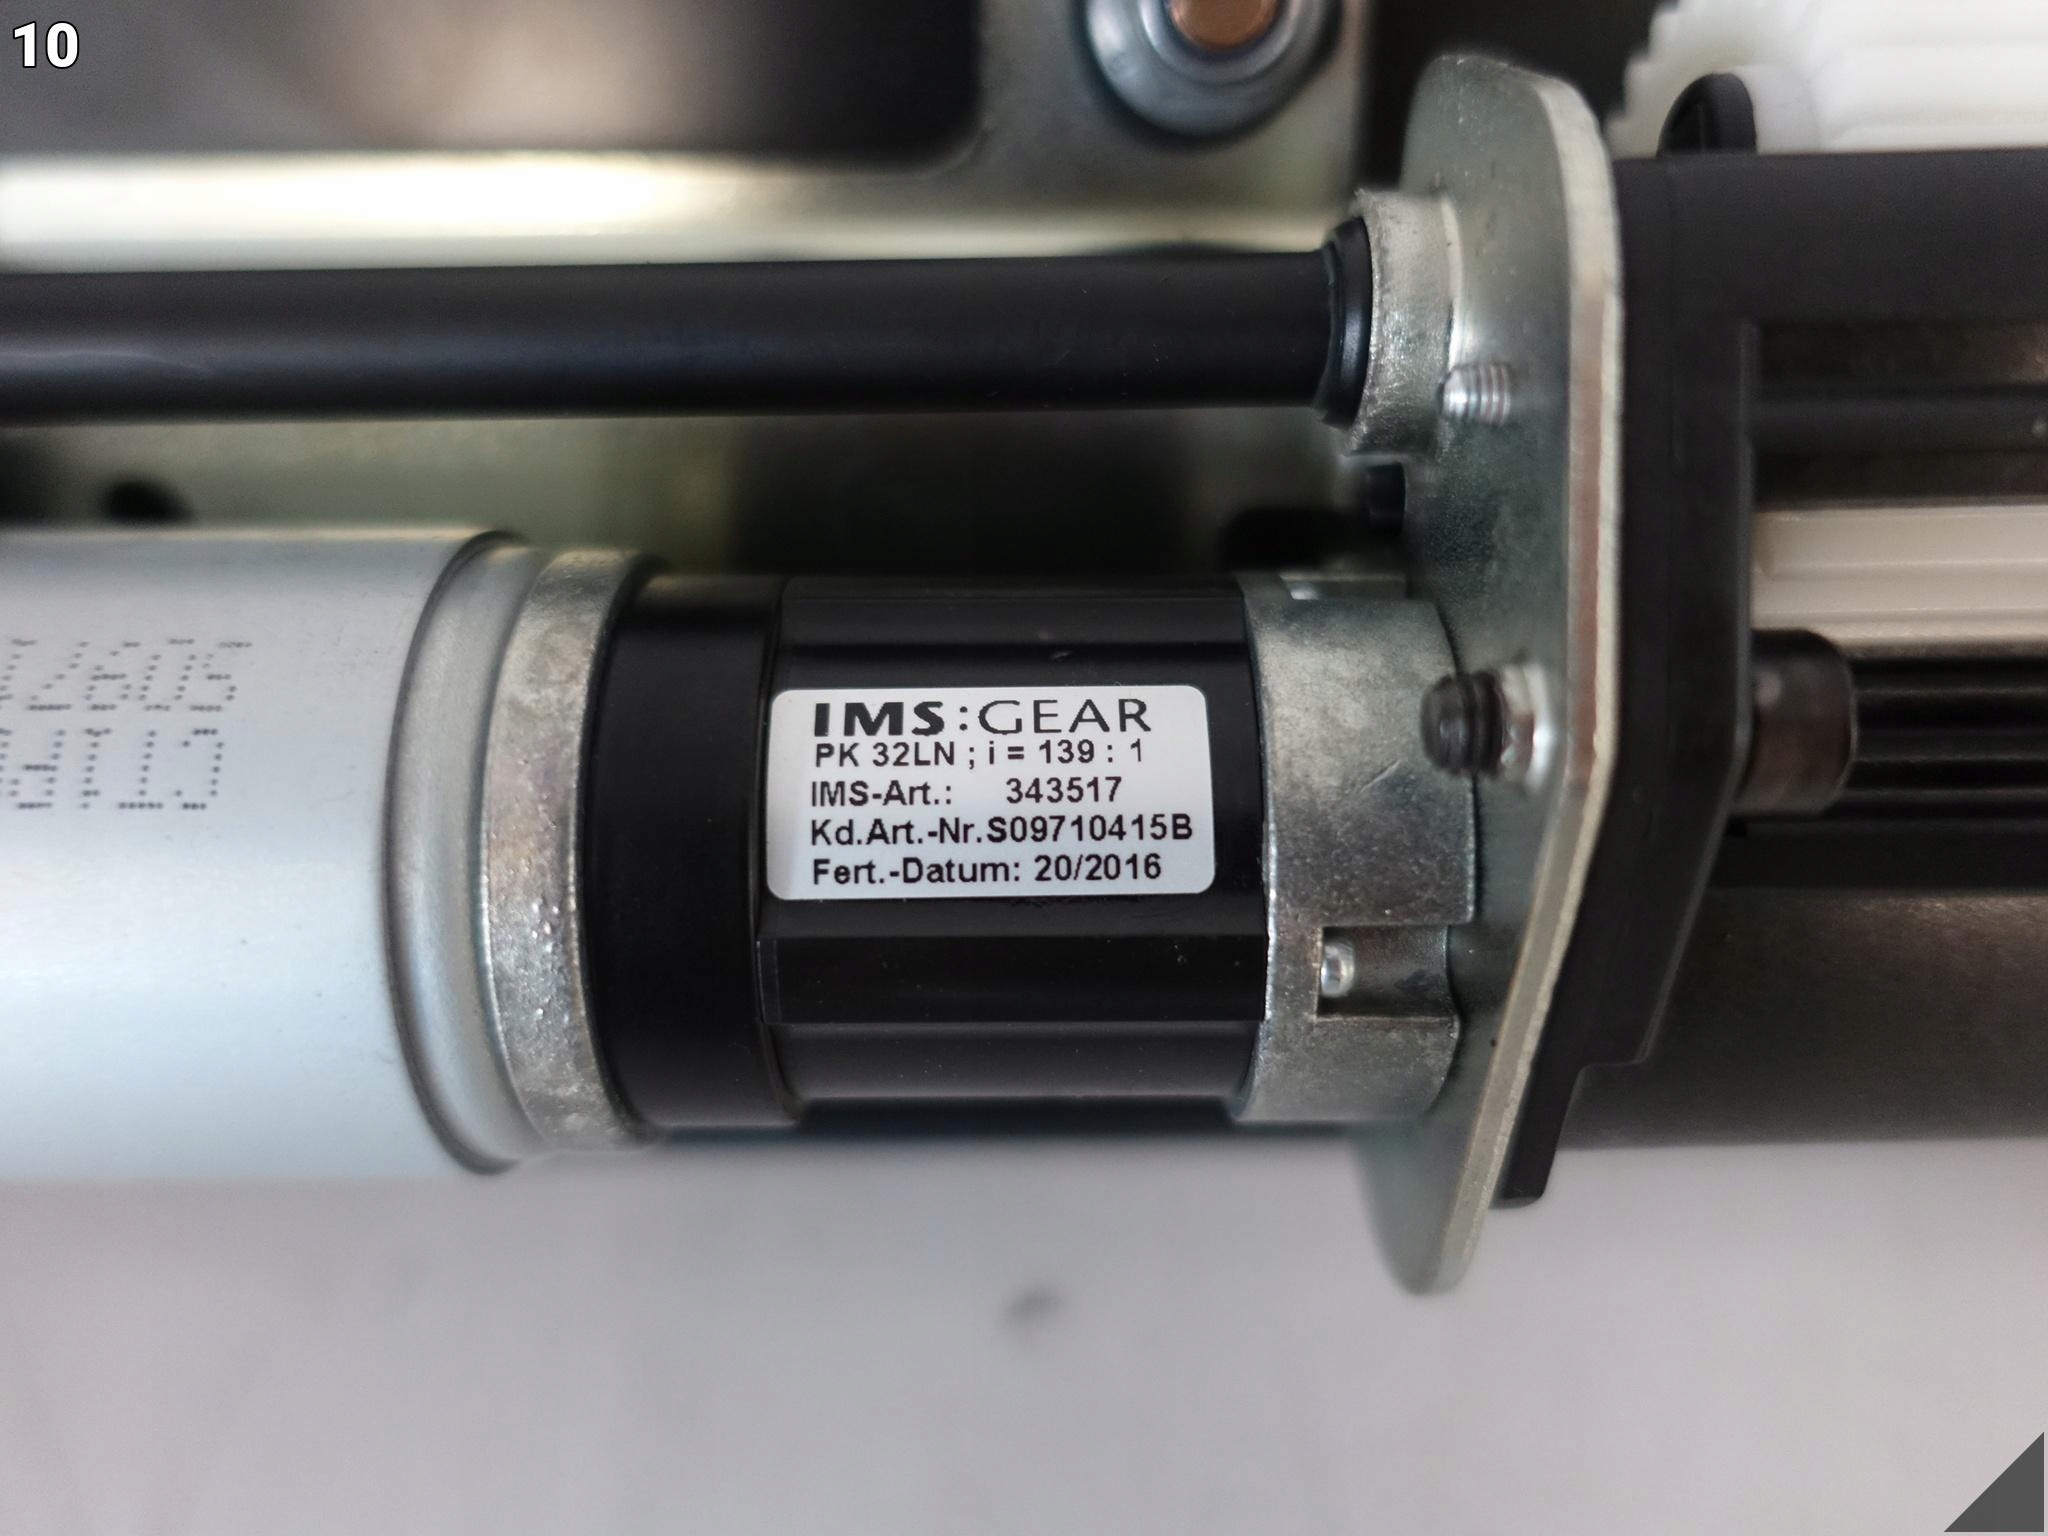 10
IMS:GEAR
PK 32LN ; i = 139 : 1
IMS-Art.: 343517
Kd.Art.-Nr.S09710415B
Fert.-Datum: 20/2016